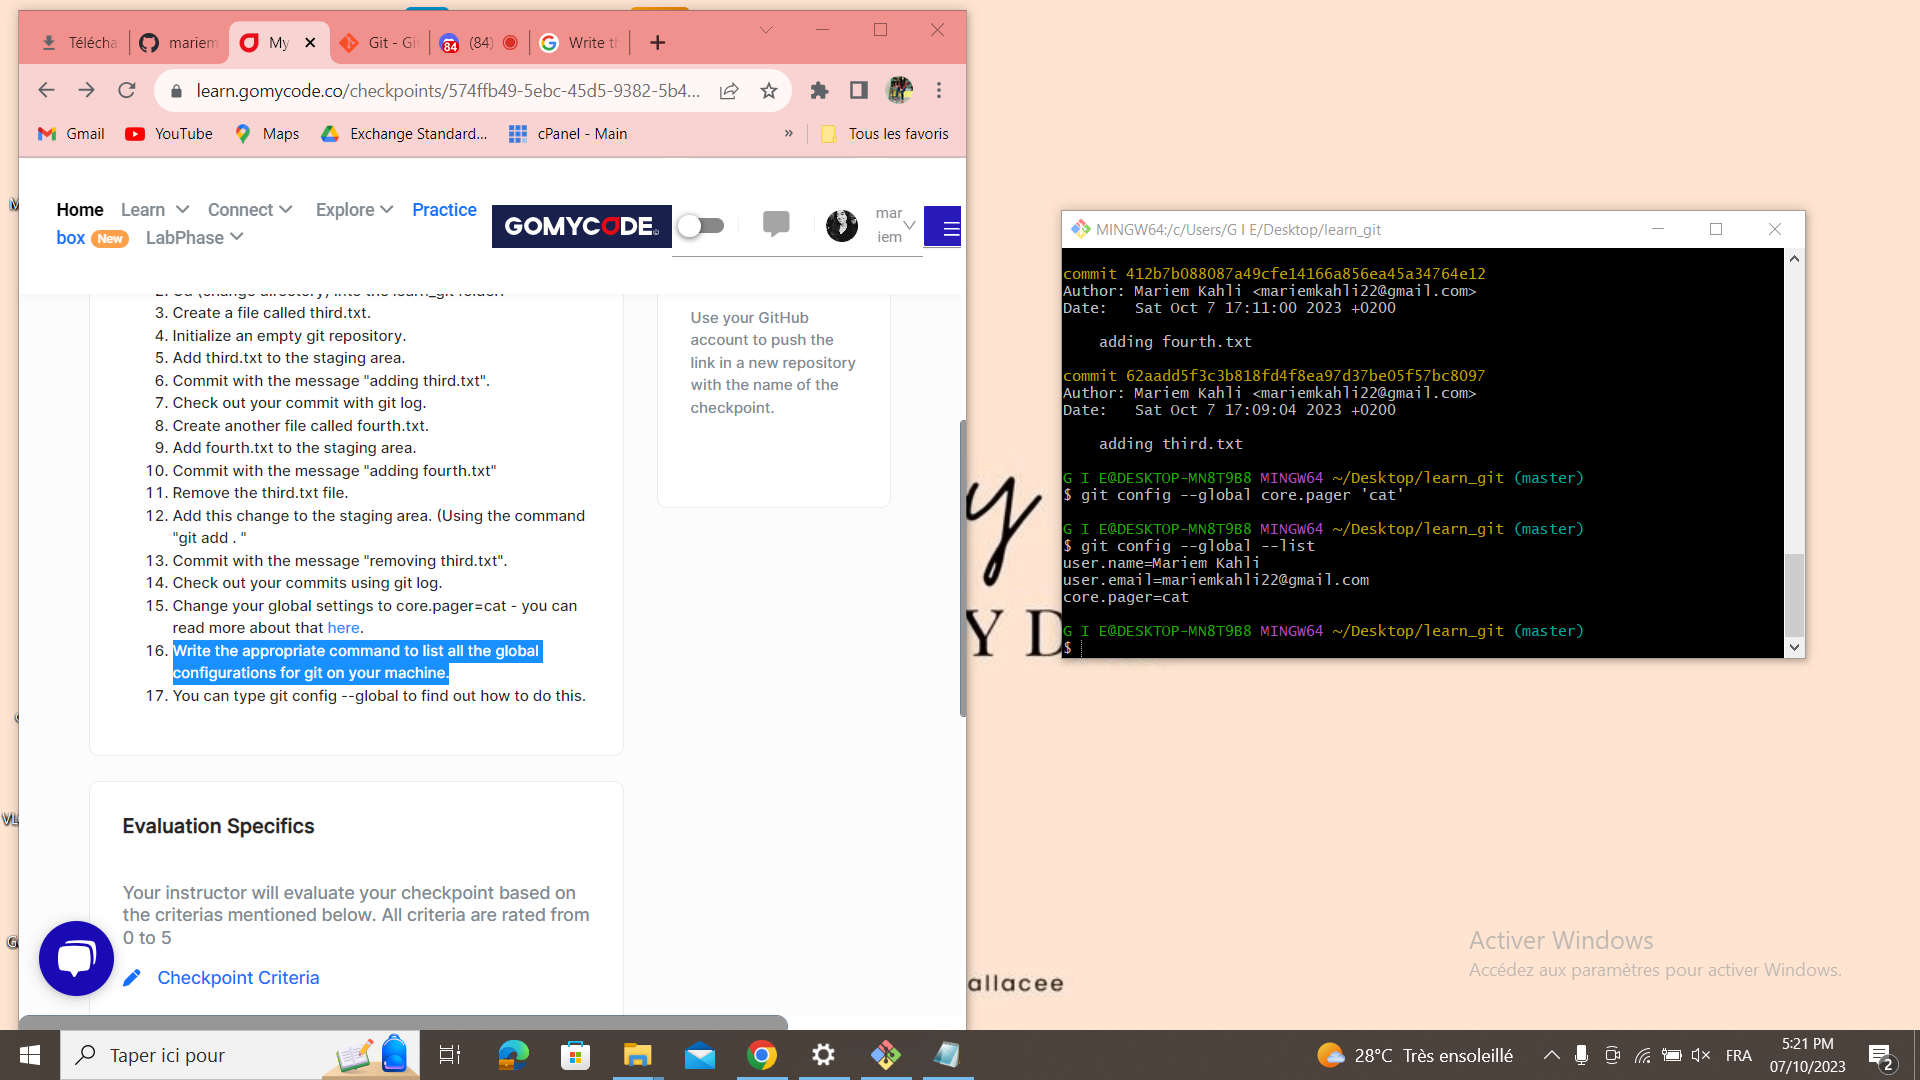 Télécha
mariem
My
Git - Git
(84)
Write th
learn.gomycode.co/checkpoints/574ffb49-5ebc-45d5-9382-5b4...
Gmail
YouTube
Maps
Exchange Standard...
cPanel - Main
»
Tous les favoris
Home
Learn
Connect
Explore
Practice
box
New
LabPhase
GOMYCODE
mar
iem
3. Create a file called third.txt.
4. Initialize an empty git repository.
5. Add third.txt to the staging area.
6. Commit with the message "adding third.txt".
7. Check out your commit with git log.
8. Create another file called fourth.txt.
9. Add fourth.txt to the staging area.
10. Commit with the message "adding fourth.txt"
11. Remove the third.txt file.
12. Add this change to the staging area. (Using the command
"git add . "
13. Commit with the message "removing third.txt".
14. Check out your commits using git log.
15. Change your global settings to core.pager=cat - you can
read more about that here.
16. Write the appropriate command to list all the global
configurations for git on your machine.
17. You can type git config --global to find out how to do this.
Use your GitHub
account to push the
link in a new repository
with the name of the
checkpoint.
Evaluation Specifics
Your instructor will evaluate your checkpoint based on
the criterias mentioned below. All criteria are rated from
0 to 5
Checkpoint Criteria
MINGW64:/c/Users/G I E/Desktop/learn_git
commit 412b7b088087a49cfe14166a856ea45a34764e12
Author: Mariem Kahli <mariemkahli22@gmail.com>
Date:   Sat Oct 7 17:11:00 2023 +0200
adding fourth.txt
commit 62aadd5f3c3b818fd4f8ea97d37be05f57bc8097
Author: Mariem Kahli <mariemkahli22@gmail.com>
Date:   Sat Oct 7 17:09:04 2023 +0200
adding third.txt
G I E@DESKTOP-MN8T9B8 MINGW64 ~/Desktop/learn_git (master)
$ git config --global core.pager 'cat'
G I E@DESKTOP-MN8T9B8 MINGW64 ~/Desktop/learn_git (master)
$ git config --global --list
user.name=Mariem Kahli
user.email=mariemkahli22@gmail.com
core.pager=cat
G I E@DESKTOP-MN8T9B8 MINGW64 ~/Desktop/learn_git (master)
$
y
Y D
allacee
Activer Windows
Accédez aux paramètres pour activer Windows.
Taper ici pour
28°C Très ensoleillé
FRA
5:21 PM
07/10/2023
2